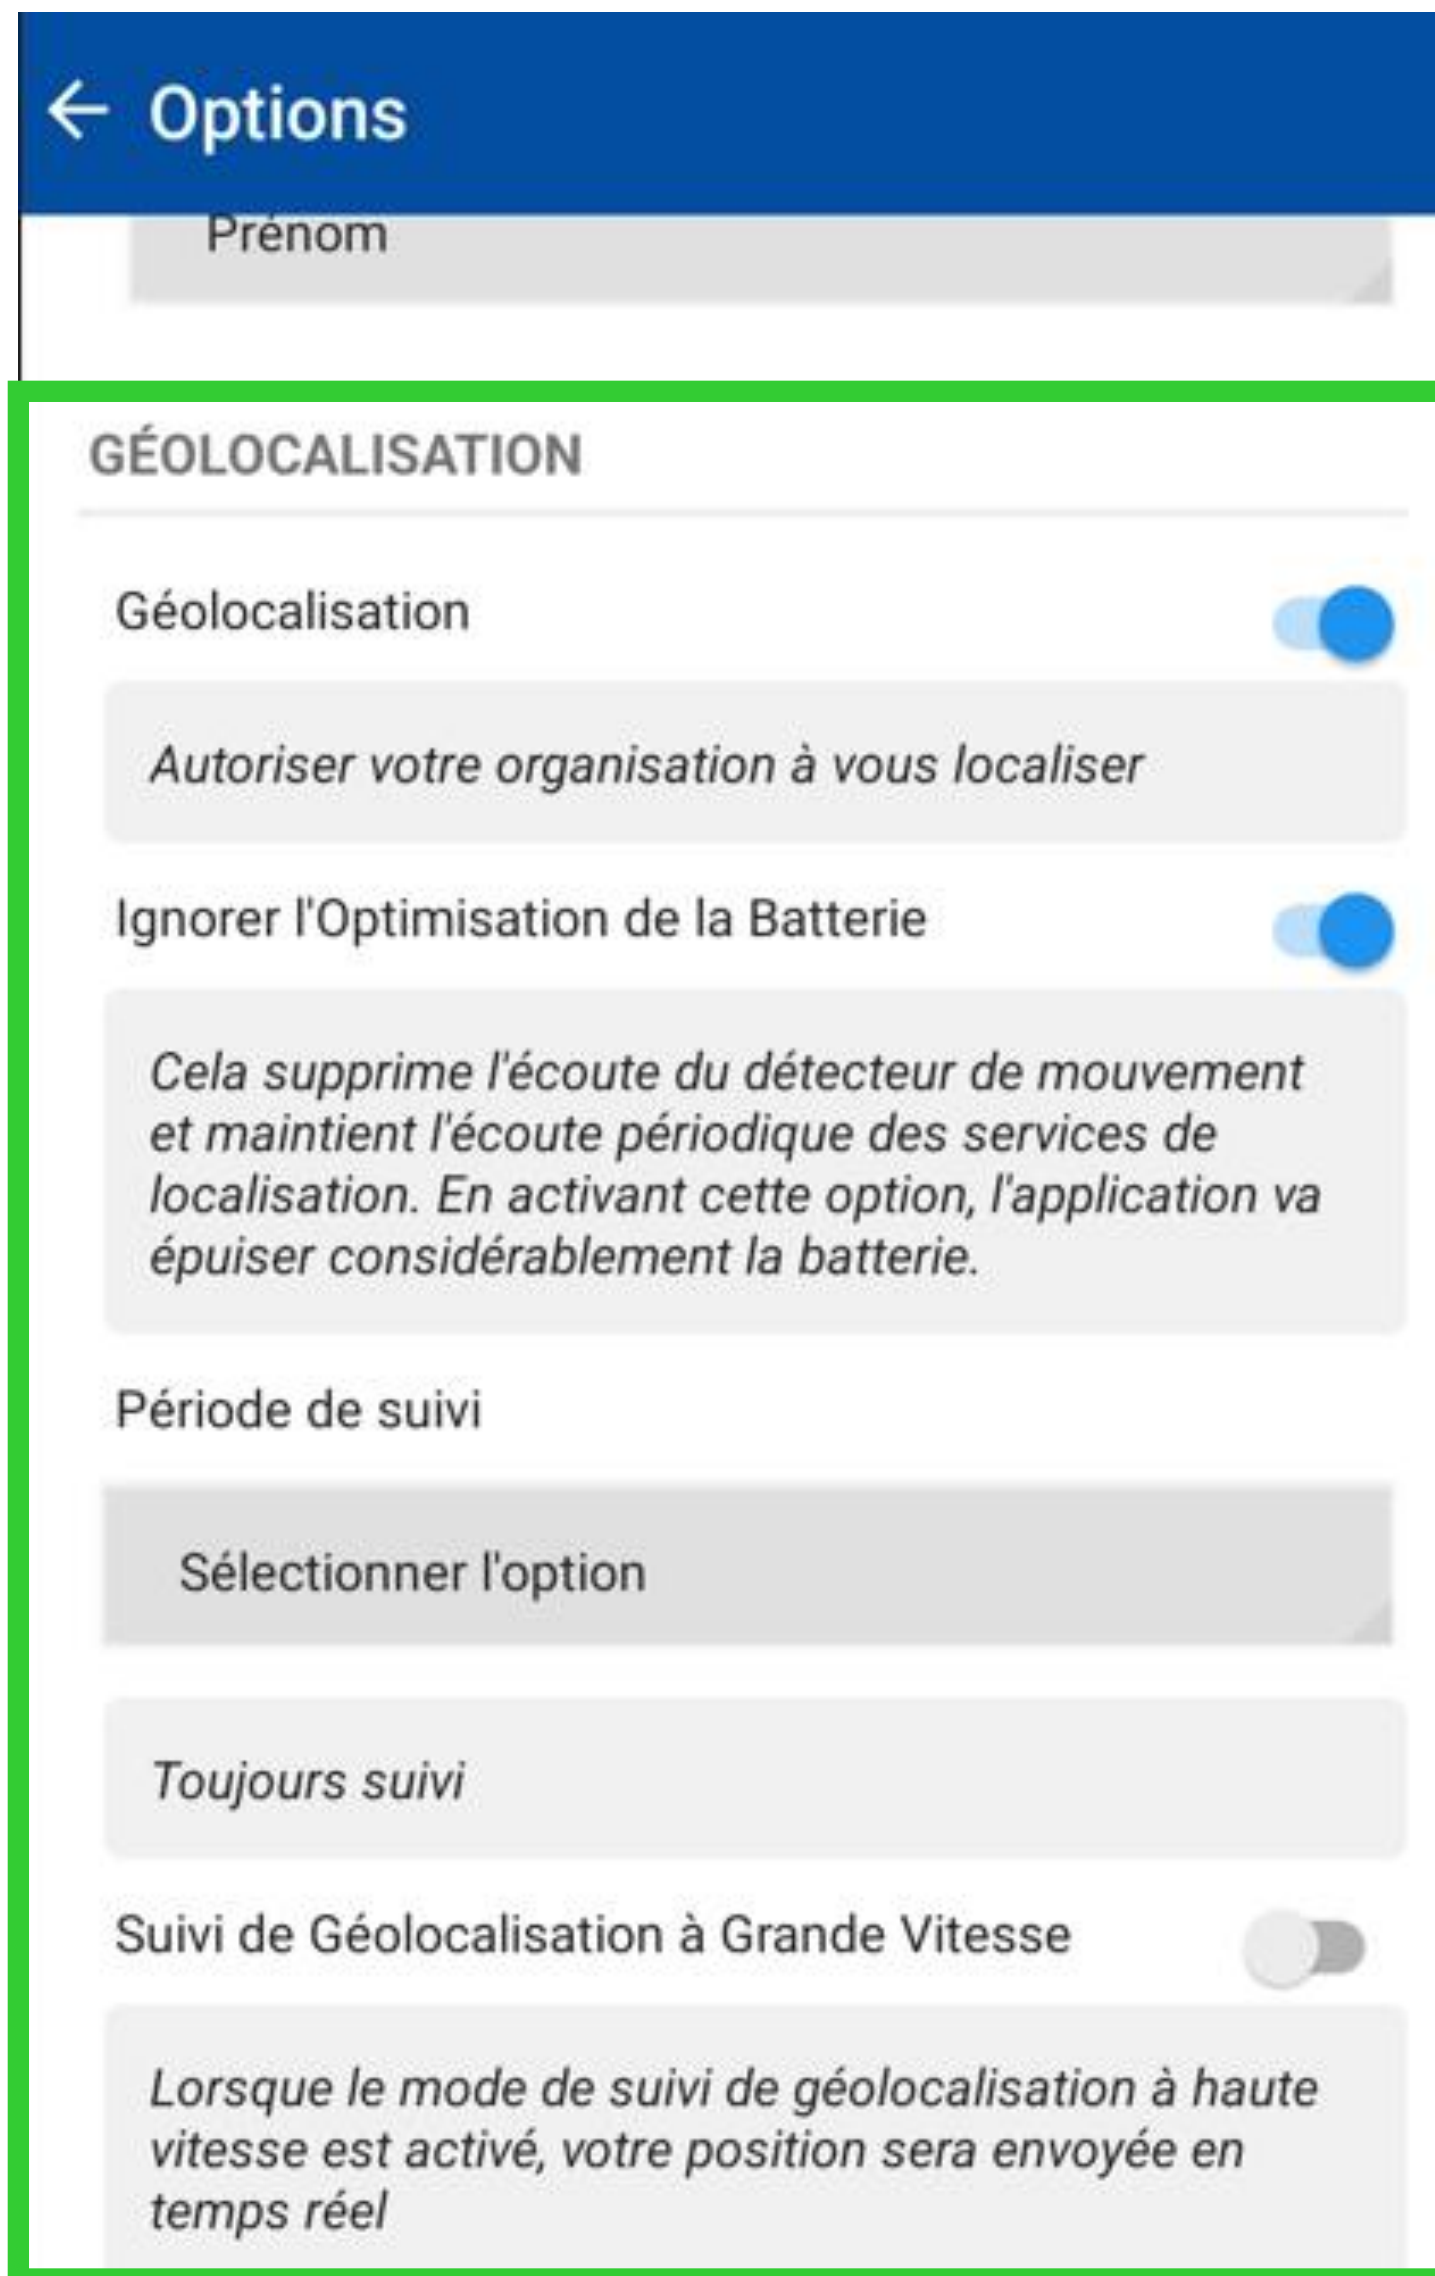 Options
Prénom
GÉOLOCALISATION
Géolocalisation
Autoriser votre organisation à vous localiser
Ignorer l'Optimisation de la Batterie
Cela supprime l'écoute du détecteur de mouvement
et maintient l'écoute périodique des services de
localisation. En activant cette option, l'application va
épuiser considérablement la batterie.
Période de suivi
Sélectionner l'option
Toujours suivi
Suivi de Géolocalisation à Grande Vitesse
Lorsque le mode de suivi de géolocalisation à haute
vitesse est activé, votre position sera envoyée en
temps réel